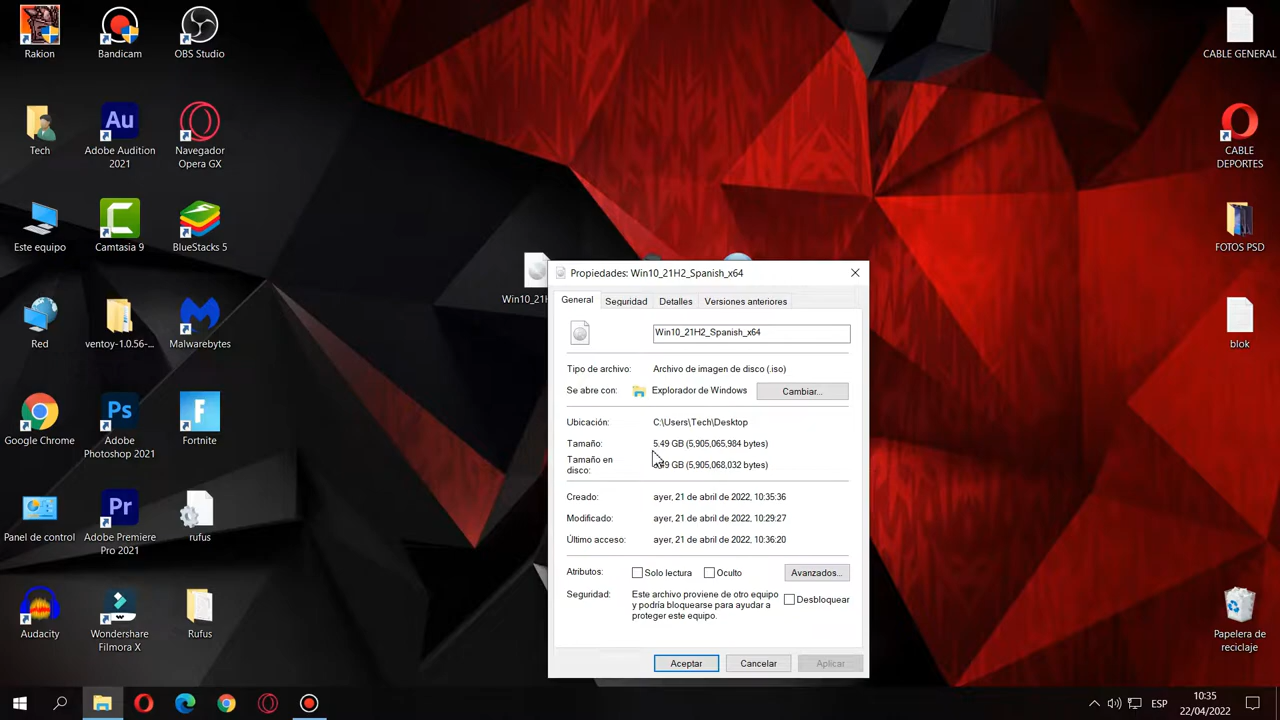 Rakion
Bandicam
OBS Studio
CABLE GENERAL
Tech
Au
Adobe Audition
2021
Navegador
Opera GX
CABLE
DEPORTES
Este equipo
Camtasia 9
BlueStacks 5
FOTOS PSD
Win10_21H
Red
ventoy-1.0.56-...
Malwarebytes
blok
Google Chrome
Ps
Adobe
Photoshop 2021
Fortnite
Panel de control
Pr
Adobe Premiere
Pro 2021
rufus
Audacity
Wondershare
Filmora X
Rufus
Papelera de
reciclaje
Propiedades: Win10_21H2_Spanish_x64
General
Seguridad
Detalles
Versiones anteriores
Win10_21H2_Spanish_x64
Tipo de archivo: Archivo de imagen de disco (.iso)
Se abre con: Explorador de Windows Cambiar...
Ubicación: C:\Users\Tech\Desktop
Tamaño: 5.49 GB (5,905,065,984 bytes)
Tamaño en
disco: 5.49 GB (5,905,068,032 bytes)
Creado: ayer, 21 de abril de 2022, 10:35:36
Modificado: ayer, 21 de abril de 2022, 10:29:27
Último acceso: ayer, 21 de abril de 2022, 10:36:20
Atributos: Solo lectura Oculto Avanzados...
Seguridad: Este archivo proviene de otro equipo
y podría bloquearse para ayudar a
proteger este equipo.
Desbloquear
Aceptar
Cancelar
Aplicar
ESP
10:35
22/04/2022